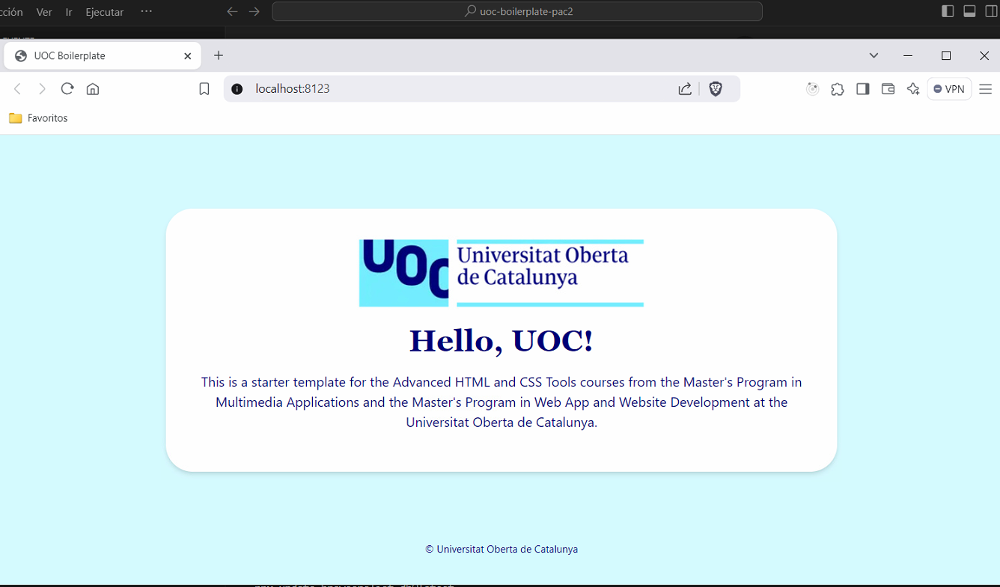 cción Ver Ir Ejecutar ···
uoc-boilerplate-pac2
UOC Boilerplate
localhost:8123
VPN
Favoritos
UOC
Universitat Oberta
de Catalunya
Hello, UOC!
This is a starter template for the Advanced HTML and CSS Tools courses from the Master's Program in
Multimedia Applications and the Master's Program in Web App and Website Development at the
Universitat Oberta de Catalunya.
© Universitat Oberta de Catalunya